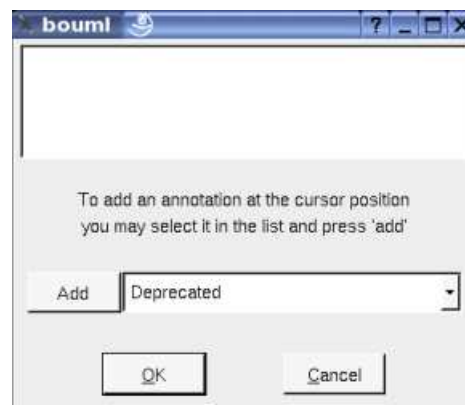 bouml
To add an annotation at the cursor position
you may select it in the list and press 'add'
Add
Deprecated
OK
Cancel